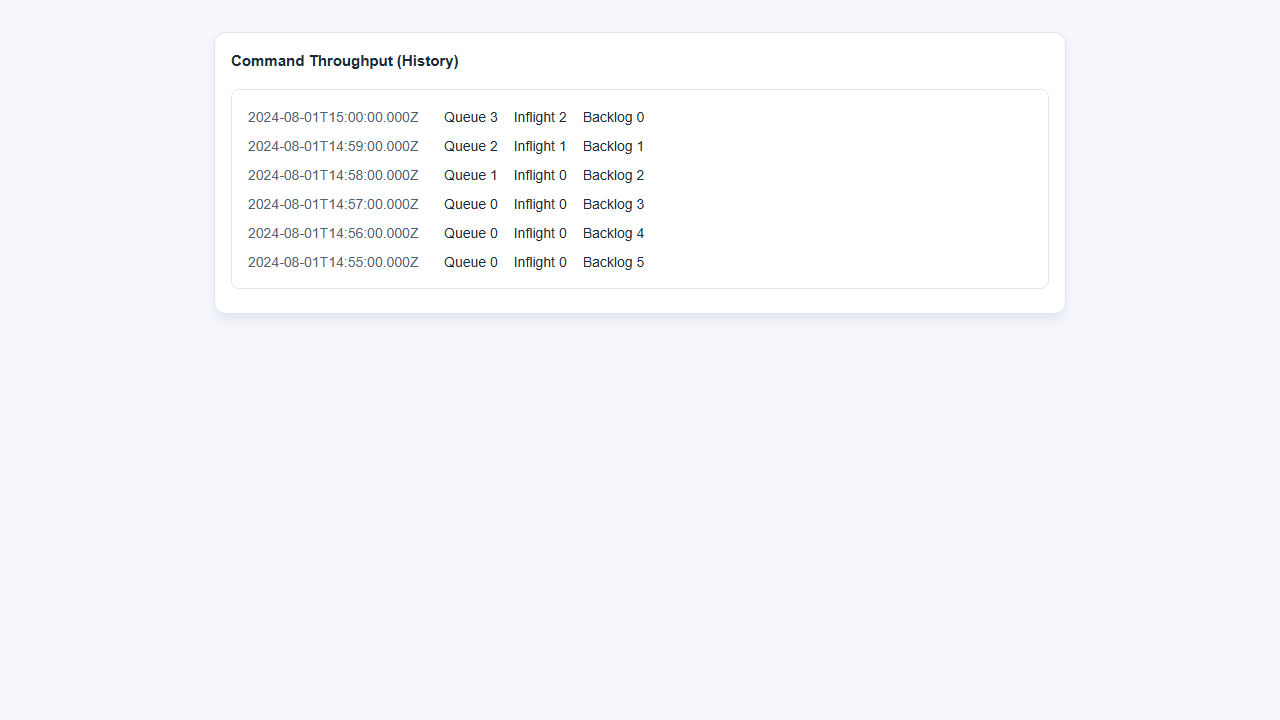 Command Throughput (History)
2024-08-01T15:00:00.000Z Queue 3 Inflight 2 Backlog 0
2024-08-01T14:59:00.000Z Queue 2 Inflight 1 Backlog 1
2024-08-01T14:58:00.000Z Queue 1 Inflight 0 Backlog 2
2024-08-01T14:57:00.000Z Queue 0 Inflight 0 Backlog 3
2024-08-01T14:56:00.000Z Queue 0 Inflight 0 Backlog 4
2024-08-01T14:55:00.000Z Queue 0 Inflight 0 Backlog 5